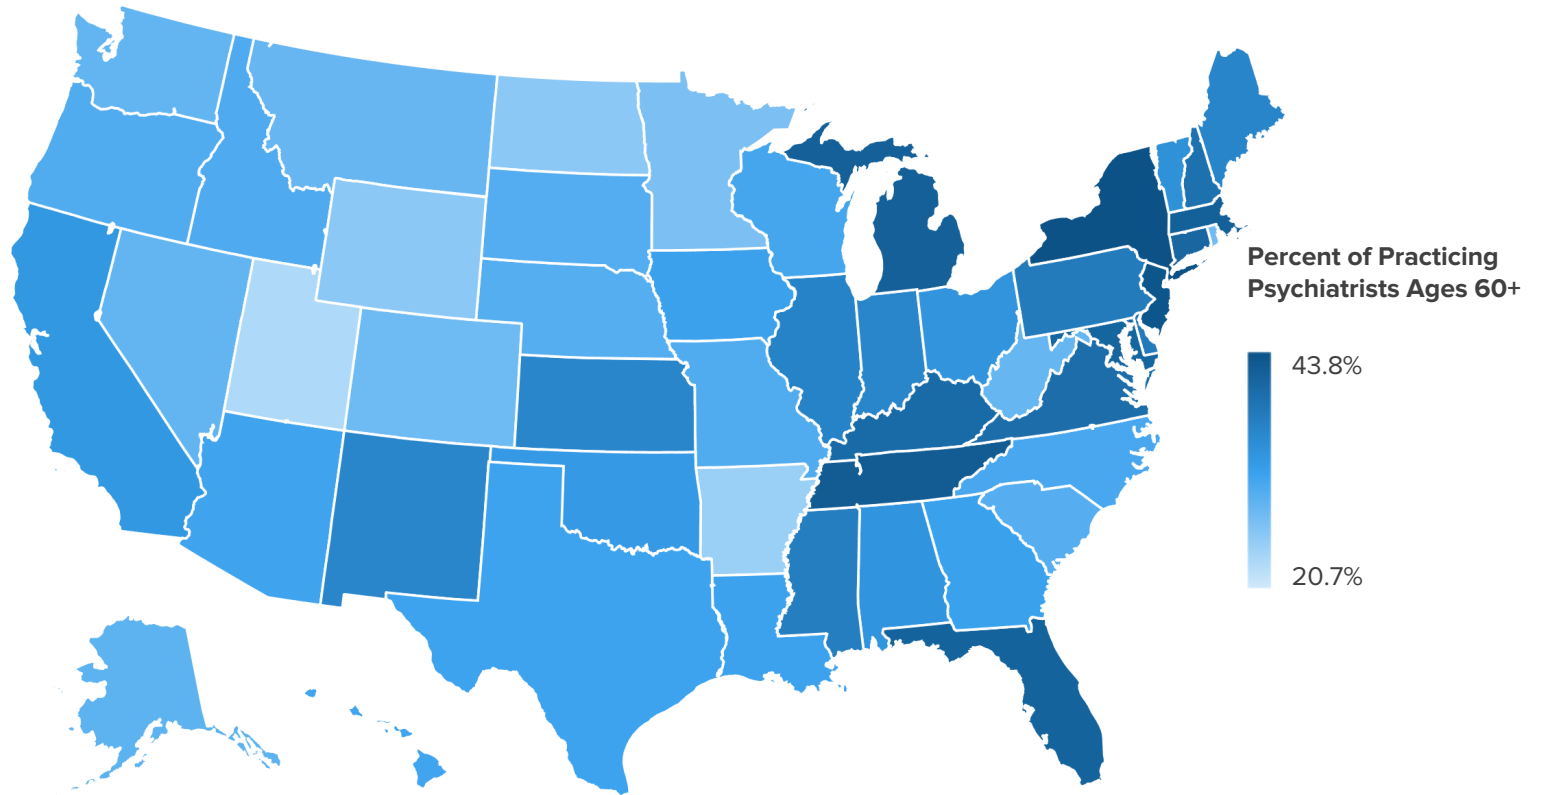 Percent of Practicing
Psychiatrists Ages 60+
43.8%
20.7%